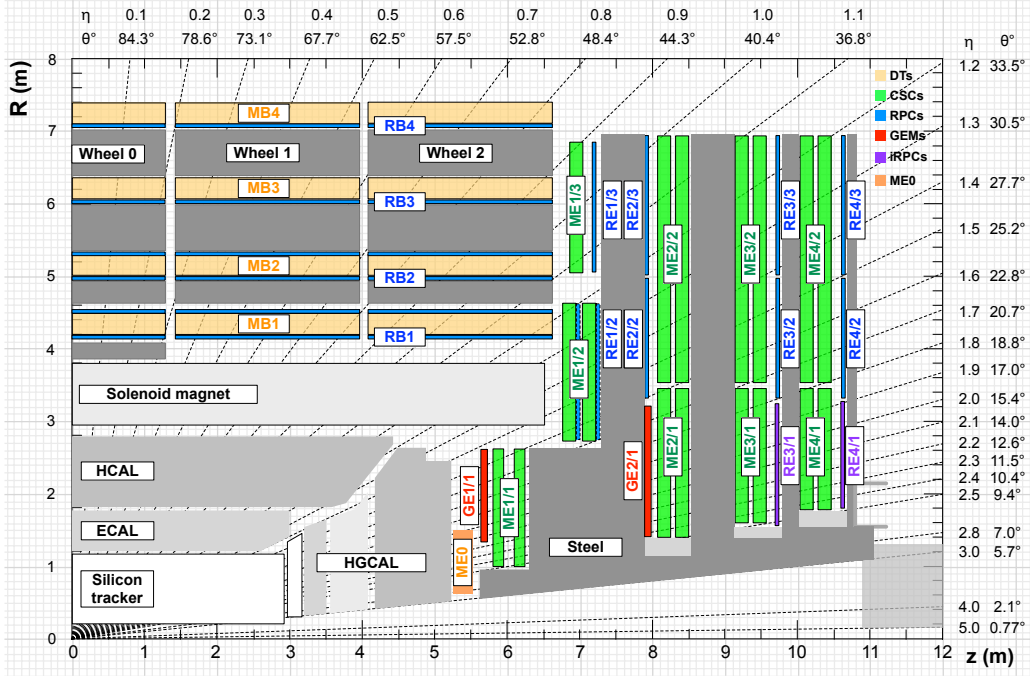 η 0.1 0.2 0.3 0.4 0.5 0.6 0.7 0.8 0.9 1.0 1.1
θ° 84.3° 78.6° 73.1° 67.7° 62.5° 57.5° 52.8° 48.4° 44.3° 40.4° 36.8° η θ°
R (m)
8 7 6 5 4 3 2 1 0
1.2 33.5°
1.3 30.5°
1.4 27.7°
1.5 25.2°
1.6 22.8°
1.7 20.7°
1.8 18.8°
1.9 17.0°
2.0 15.4°
2.1 14.0°
2.2 12.6°
2.3 11.5°
2.4 10.4°
2.5 9.4°
2.8 7.0°
3.0 5.7°
4.0 2.1°
5.0 0.77°
DTs
CSCs
RPCs
GEMs
iRPCs
ME0
MB4
RB4
Wheel 0
Wheel 1
Wheel 2
MB3
RB3
MB2
RB2
MB1
RB1
Solenoid magnet
HCAL
ECAL
Silicon
tracker
HGCAL
Steel
ME0
GE1/1
ME1/1
ME1/2
ME1/3
RE1/3
RE2/3
RE1/2
RE2/2
GE2/1
ME2/2
ME2/1
ME3/2
ME3/1
RE3/3
RE3/2
RE3/1
ME4/2
ME4/1
RE4/3
RE4/2
RE4/1
0 1 2 3 4 5 6 7 8 9 10 11 12
z (m)